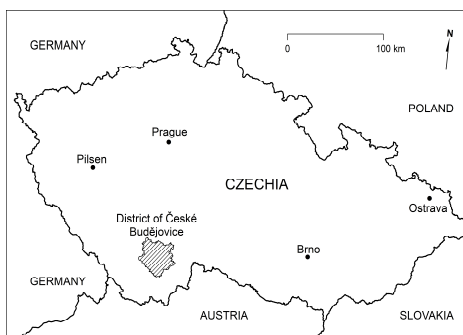 GERMANY
0
100 km
N
POLAND
Prague
Pilsen
CZECHIA
Ostrava
District of České
Budějovice
Brno
GERMANY
AUSTRIA
SLOVAKIA